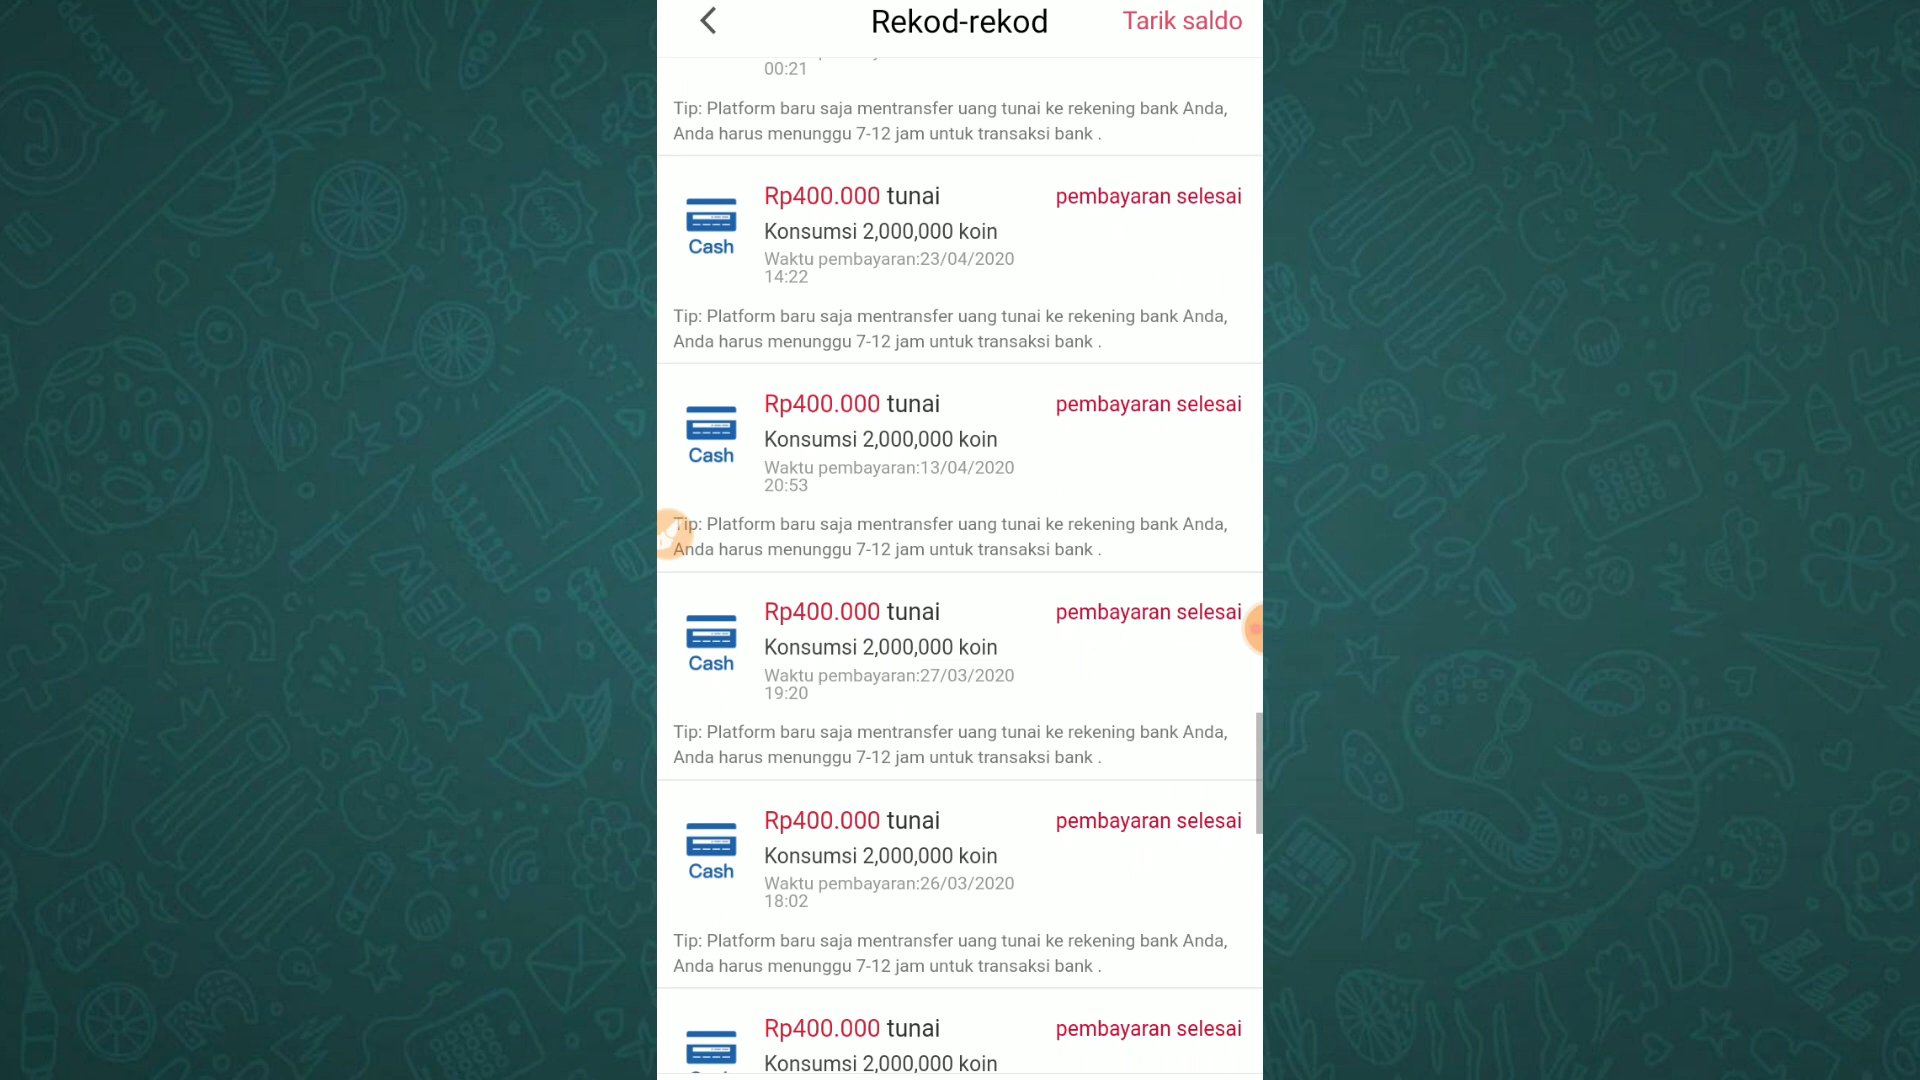 Rekod-rekod
Tarik saldo
00:21
Tip: Platform baru saja mentransfer uang tunai ke rekening bank Anda,
Anda harus menunggu 7-12 jam untuk transaksi bank .
Rp400.000 tunai
pembayaran selesai
Cash
Konsumsi 2,000,000 koin
Waktu pembayaran:23/04/2020
14:22
Tip: Platform baru saja mentransfer uang tunai ke rekening bank Anda,
Anda harus menunggu 7-12 jam untuk transaksi bank .
Rp400.000 tunai
pembayaran selesai
Cash
Konsumsi 2,000,000 koin
Waktu pembayaran:13/04/2020
20:53
Tip: Platform baru saja mentransfer uang tunai ke rekening bank Anda,
Anda harus menunggu 7-12 jam untuk transaksi bank .
Rp400.000 tunai
pembayaran selesai
Cash
Konsumsi 2,000,000 koin
Waktu pembayaran:27/03/2020
19:20
Tip: Platform baru saja mentransfer uang tunai ke rekening bank Anda,
Anda harus menunggu 7-12 jam untuk transaksi bank .
Rp400.000 tunai
pembayaran selesai
Cash
Konsumsi 2,000,000 koin
Waktu pembayaran:26/03/2020
18:02
Tip: Platform baru saja mentransfer uang tunai ke rekening bank Anda,
Anda harus menunggu 7-12 jam untuk transaksi bank .
Rp400.000 tunai
pembayaran selesai
Konsumsi 2,000,000 koin